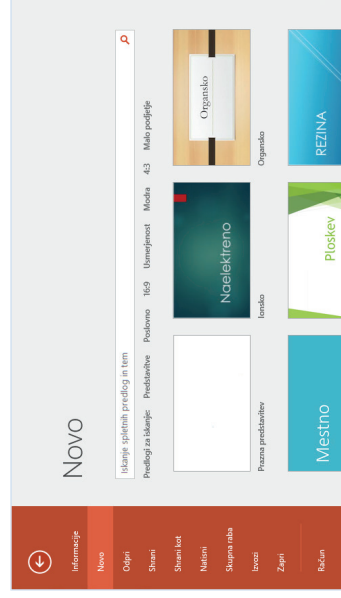 Informacije
Novo
Odpri
Shrani
Shrani kot
Natisni
Skupna raba
Izvozi
Zapri
Račun
Novo
Iskanje spletnih predlog in tem
Predlogi za iskanje: Predstavitve Poslovno 16:9 Usmerjenost Modra 4:3 Malo podjetje
Naelektreno
Organsko
Prazna predstavitev
Ionsko
Organsko
Mestno
Ploskev
REZINA